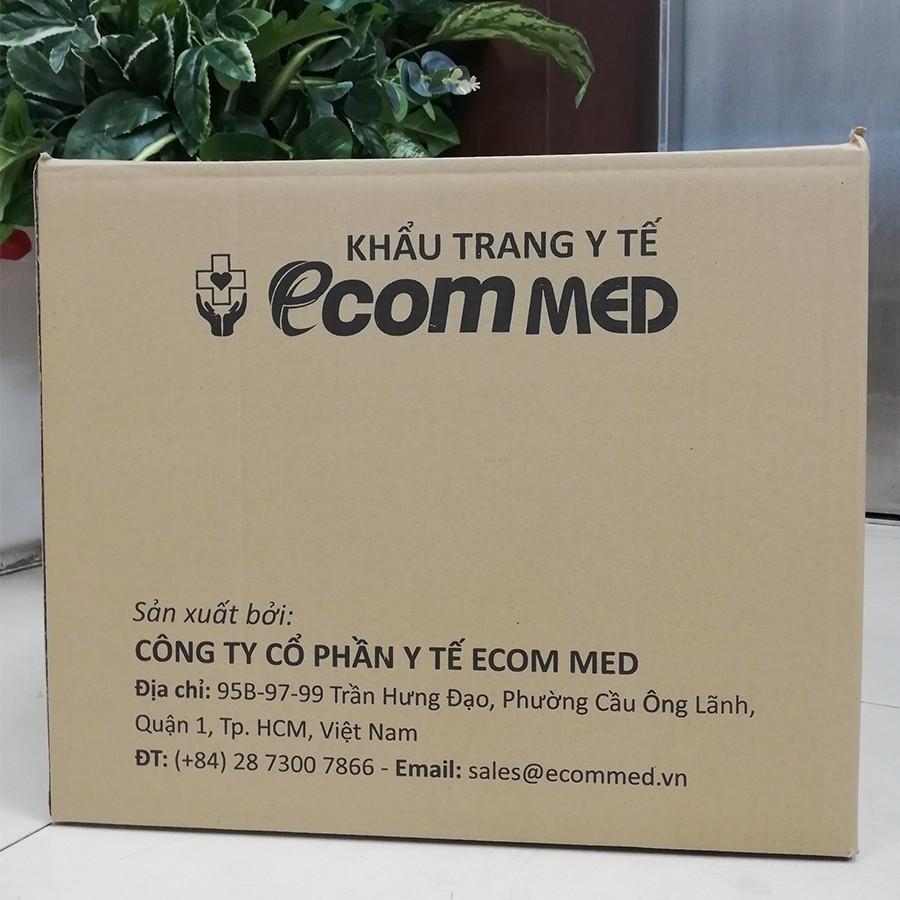 KHẨU TRANG Y TẾ
ecom MED
Sản xuất bởi:
CÔNG TY CỔ PHẦN Y TẾ ECOM MED
Địa chỉ: 95B-97-99 Trần Hưng Đạo, Phường Cầu Ông Lãnh,
Quận 1, Tp. HCM, Việt Nam
ĐT: (+84) 28 7300 7866 - Email: sales@ecommed.vn